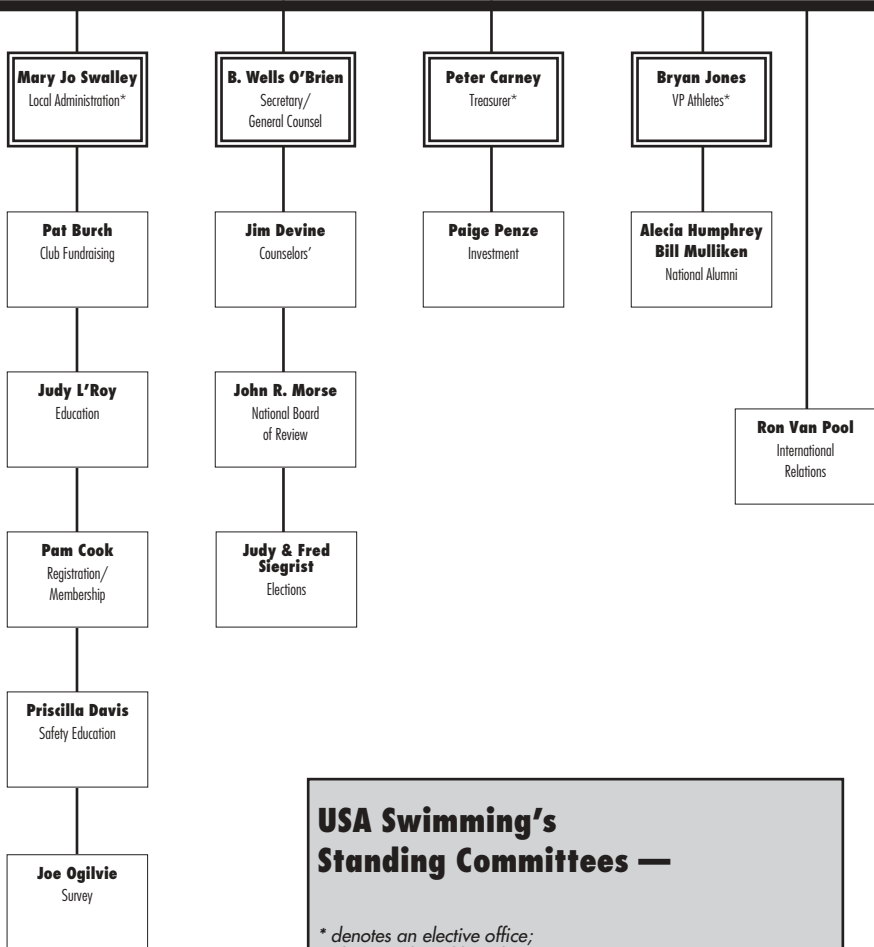 Mary Jo Swalley
Local Administration*
B. Wells O’Brien
Secretary/
General Counsel
Peter Carney
Treasurer*
Bryan Jones
VP Athletes*
Pat Burch
Club Fundraising
Jim Devine
Counselors’
Paige Penze
Investment
Alecia Humphrey
Bill Mulliken
National Alumni
Judy L’Roy
Education
John R. Morse
National Board
of Review
Ron Van Pool
International
Relations
Pam Cook
Registration/
Membership
Judy & Fred
Siegrist
Elections
Priscilla Davis
Safety Education
Joe Ogilvie
Survey
USA Swimming’s
Standing Committees —
* denotes an elective office;